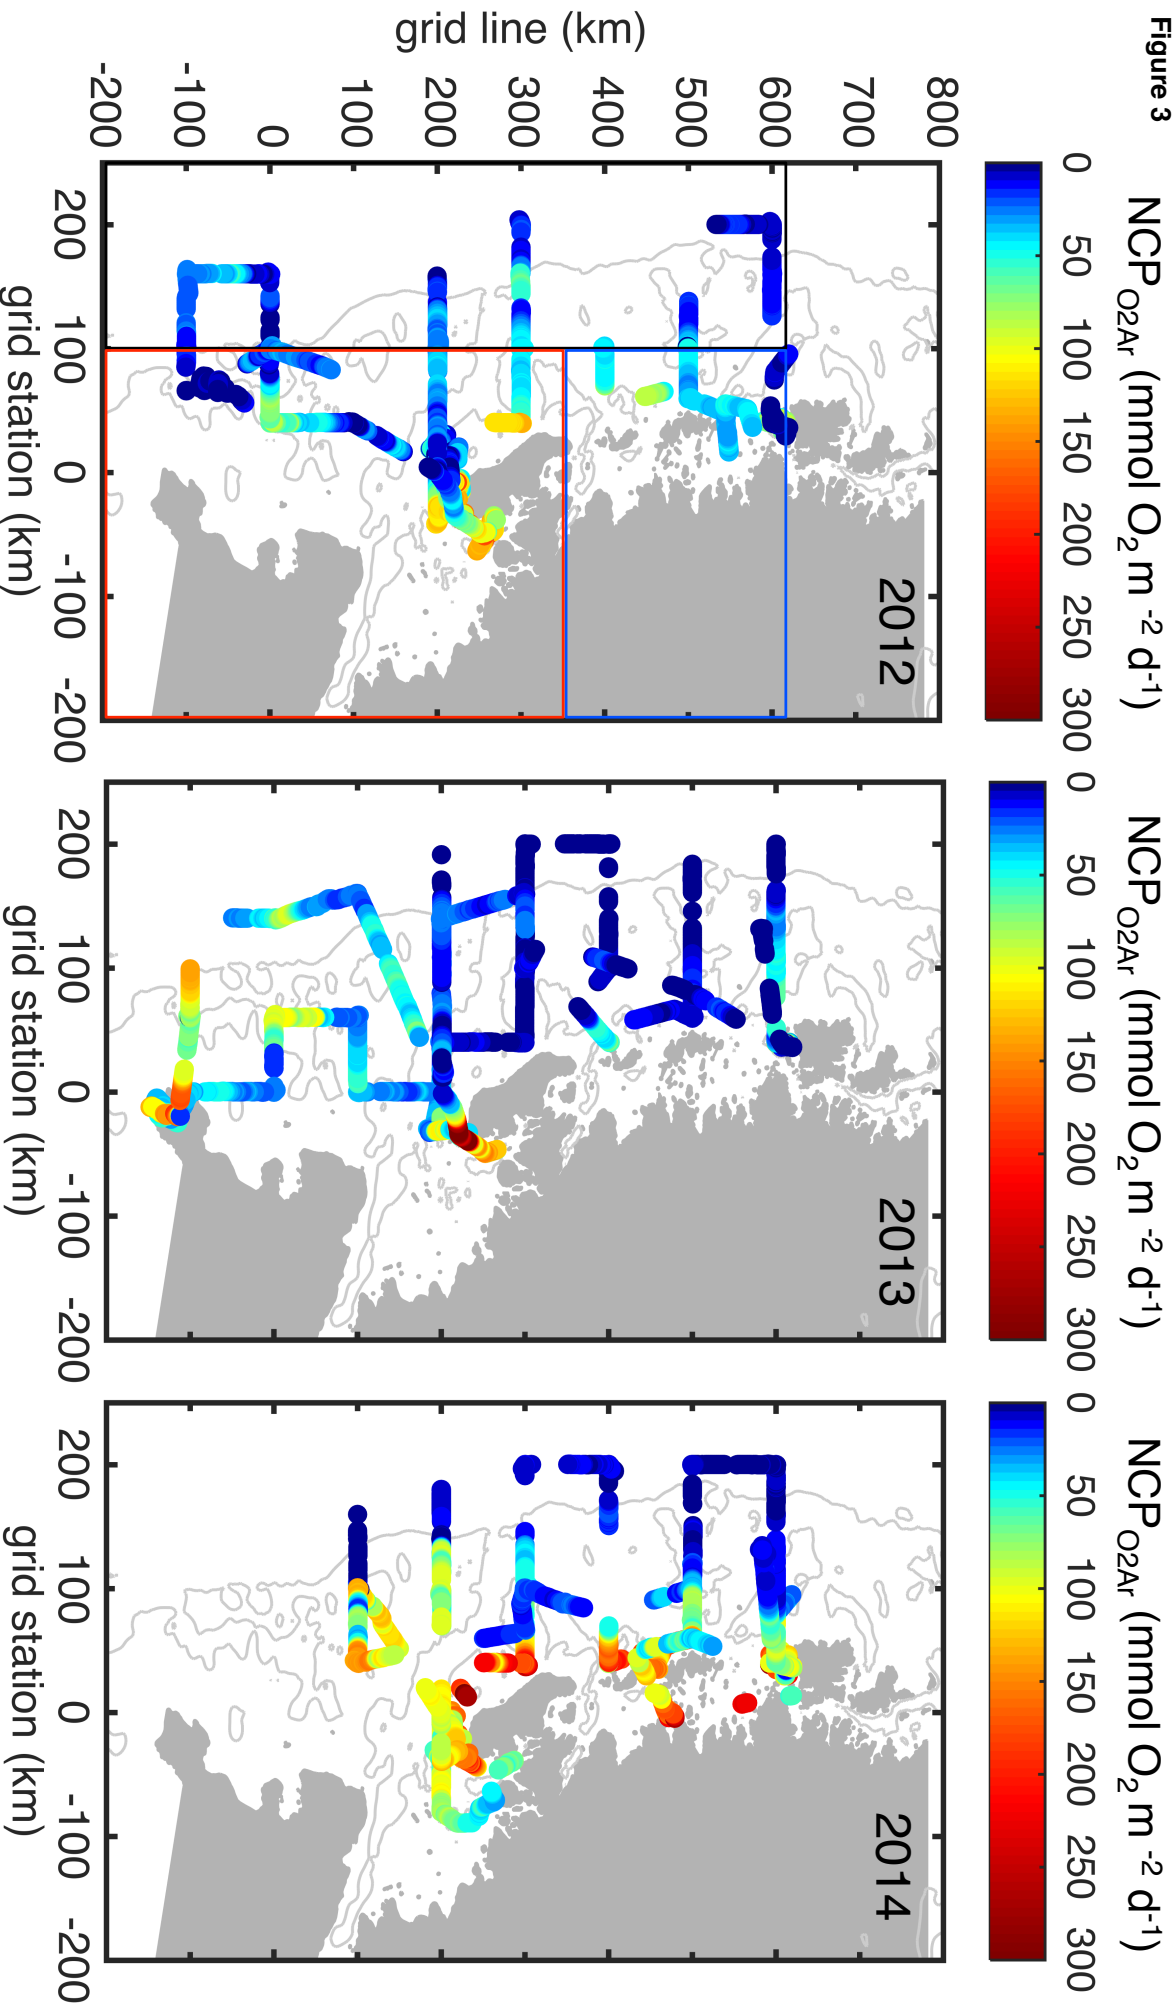 Figure 3
NCP O2Ar (mmol O2 m -2 d-1)
0 50 100 150 200 250 300
2012
800
700
600
500
400
300
200
100
0
-100
-200
grid line (km)
200 100 0 -100 -200
grid station (km)
NCP O2Ar (mmol O2 m -2 d-1)
0 50 100 150 200 250 300
2013
200 100 0 -100 -200
grid station (km)
NCP O2Ar (mmol O2 m -2 d-1)
0 50 100 150 200 250 300
2014
200 100 0 -100 -200
grid station (km)